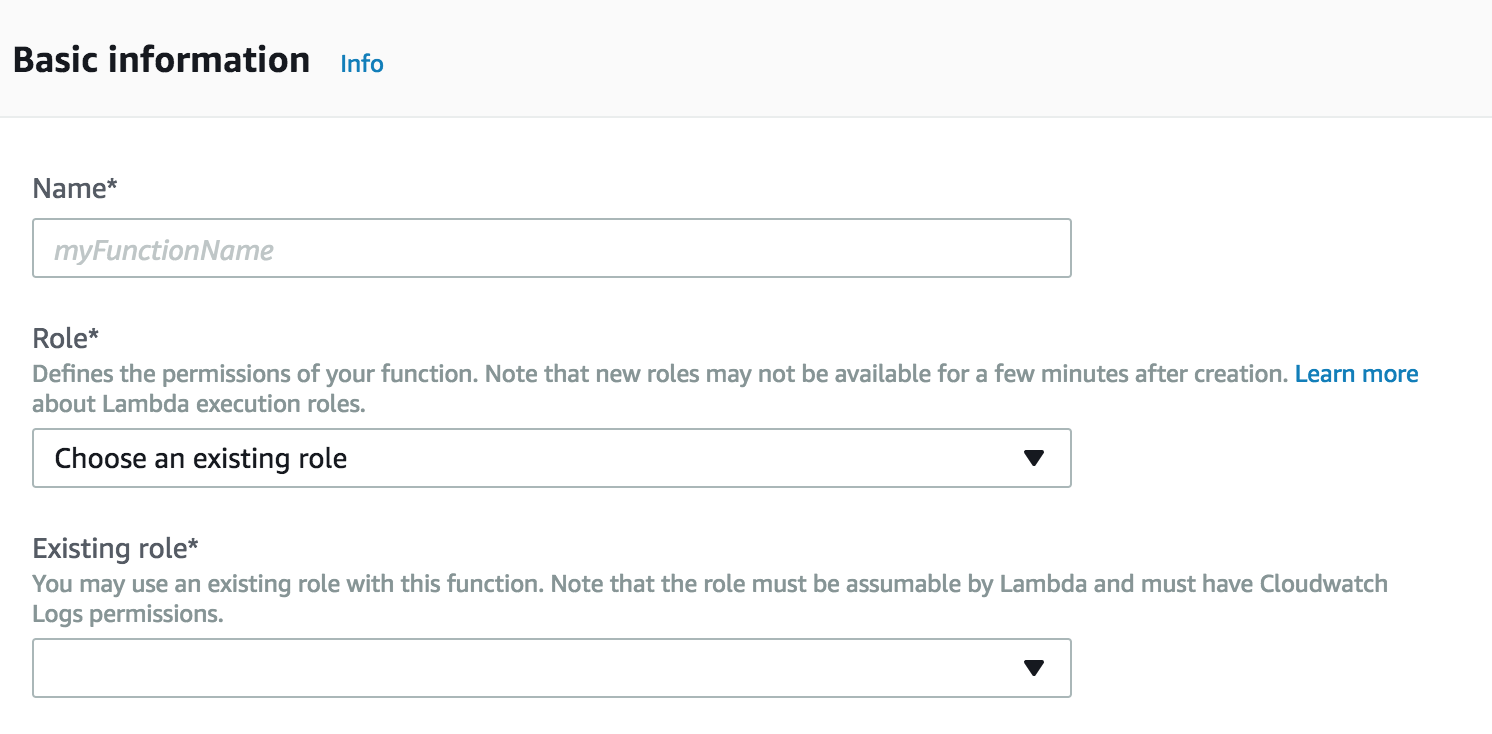 Basic information Info
Name*
myFunctionName
Role*
Defines the permissions of your function. Note that new roles may not be available for a few minutes after creation. Learn more
about Lambda execution roles.
Choose an existing role
Existing role*
You may use an existing role with this function. Note that the role must be assumable by Lambda and must have Cloudwatch
Logs permissions.